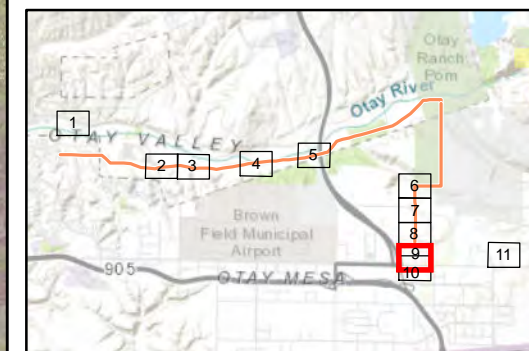 Otay
Ranch
Pom
Otay River
1
OTAY VALLEY
2
3
4
5
6
7
8
9
10
11
Brown
Field Municipal
Airport
905
OTAY MESA